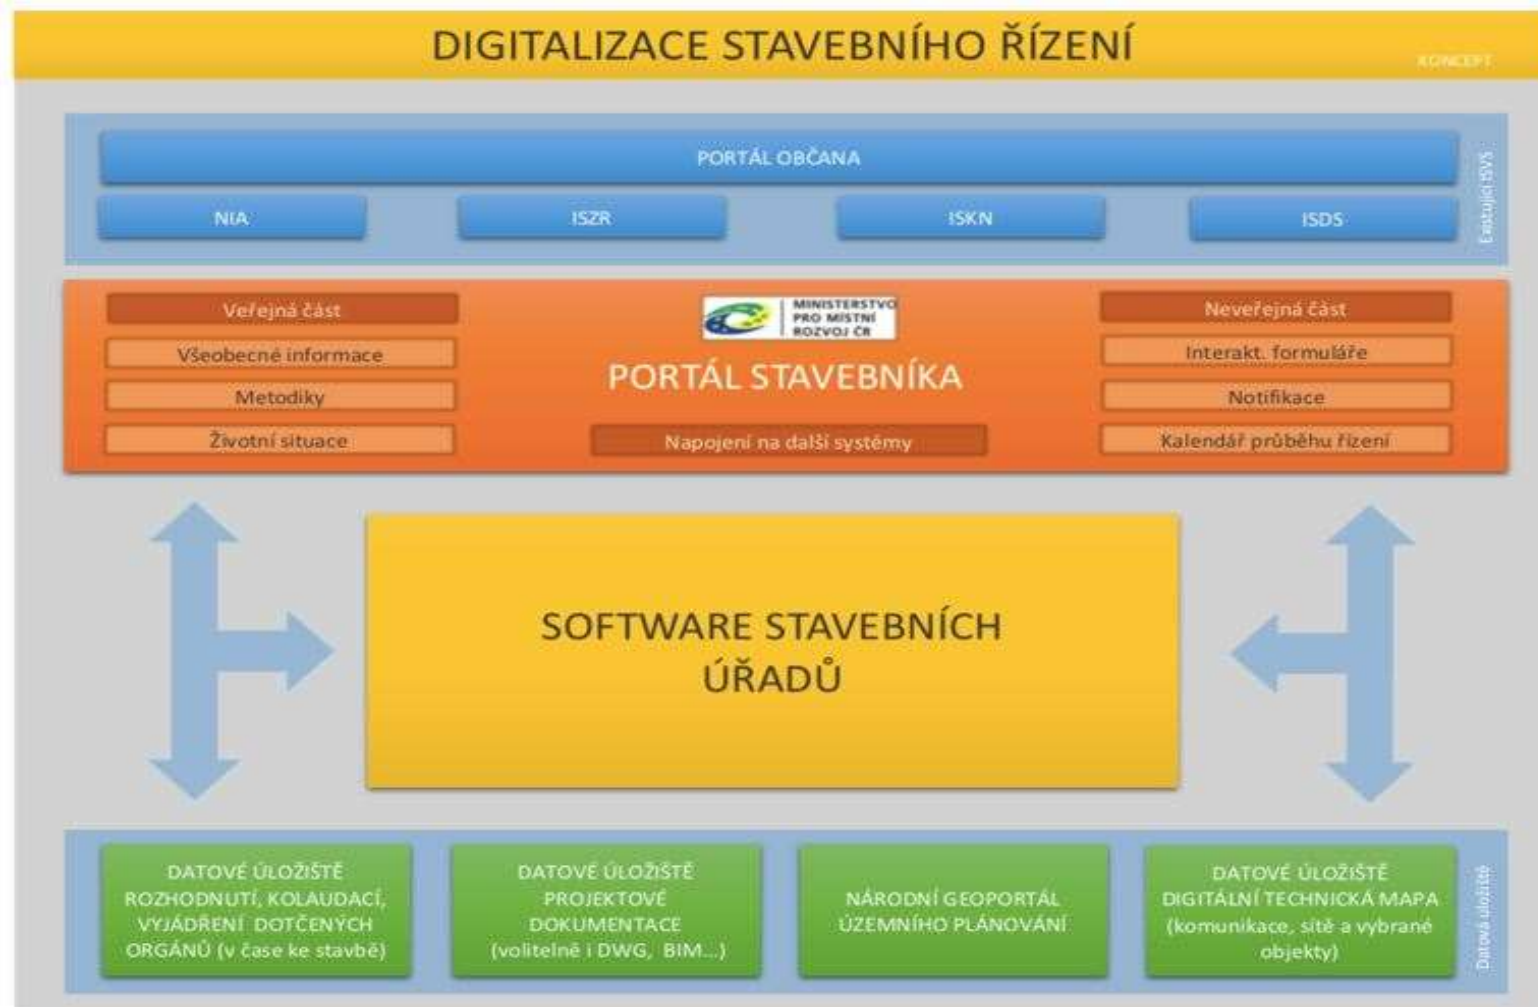 DIGITALIZACE STAVEBNÍHO ŘÍZENÍ
KONCEPT
PORTÁL OBČANA
NIA
ISZR
ISKN
ISDS
Existující ISVS
Veřejná část
Všeobecné informace
Metodiky
Životní situace
MINISTERSTVO
PRO MÍSTNÍ
ROZVOJ ČR
PORTÁL STAVEBNÍKA
Napojení na další systémy
Neveřejná část
Interakt. formuláře
Notifikace
Kalendář průběhu řízení
SOFTWARE STAVEBNÍCH
ÚŘADŮ
DATOVÉ ÚLOŽIŠTĚ
ROZHODNUTÍ, KOLAUDACÍ,
VYJÁDŘENÍ DOTČENÝCH
ORGÁNŮ (v čase ke stavbě)
DATOVÉ ÚLOŽIŠTĚ
PROJEKTOVÉ
DOKUMENTACE
(volitelně i DWG, BIM...)
NÁRODNÍ GEOPORTÁL
ÚZEMNÍHO PLÁNOVÁNÍ
DATOVÉ ÚLOŽIŠTĚ
DIGITÁLNÍ TECHNICKÁ MAPA
(komunikace, sítě a vybrané
objekty)
Datová úložiště